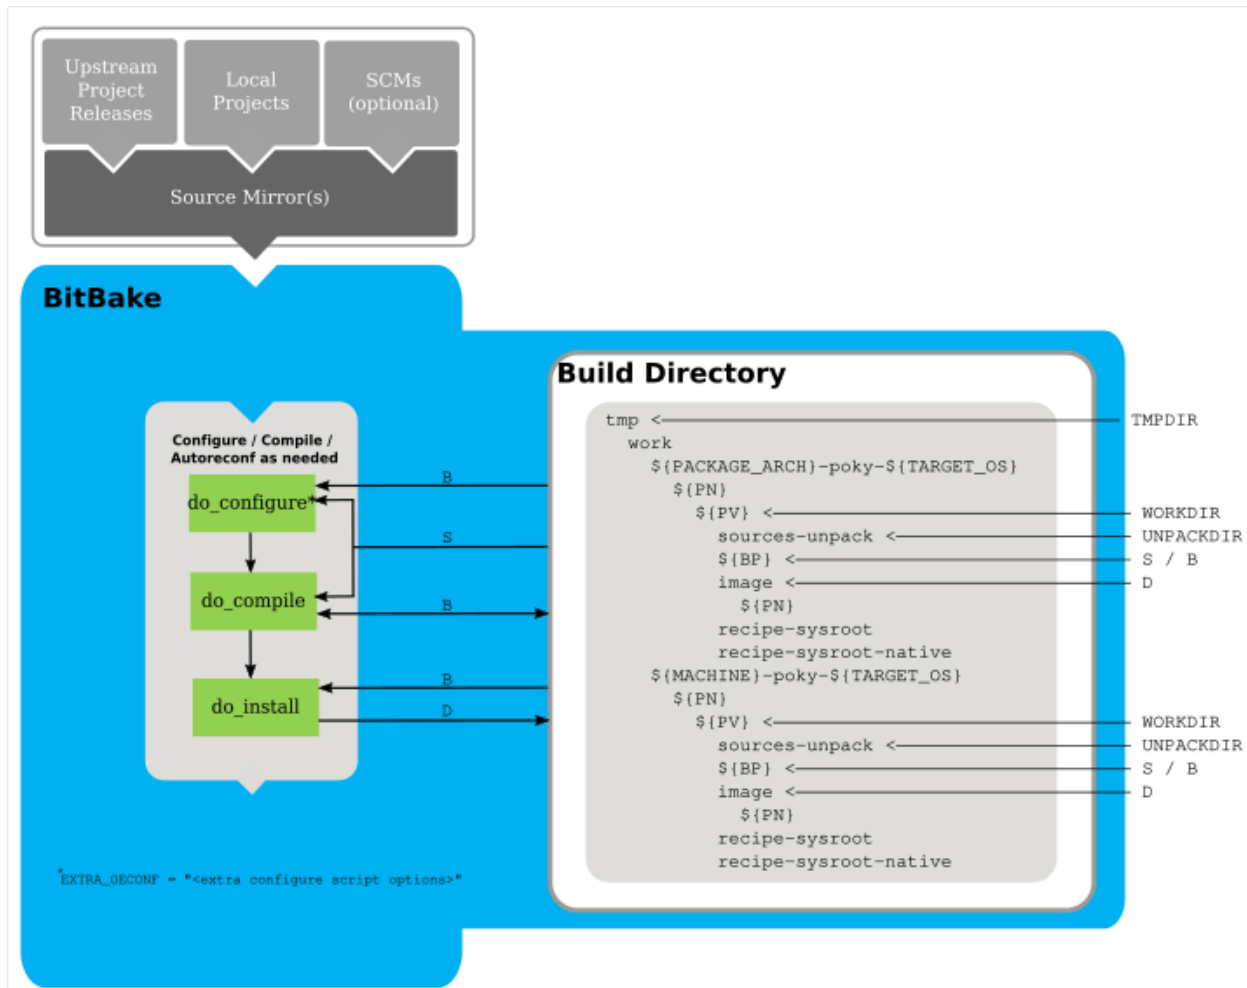 Upstream
Project
Releases
Local
Projects
SCMs
(optional)
Source Mirror(s)
BitBake
Configure / Compile /
Autoreconf as needed
do_configure*
do_compile
do_install
B
S
B
B
D
*EXTRA_OECONF = "<extra configure script options>"
Build Directory
tmp <
TMPDIR
work
${PACKAGE_ARCH}-poky-${TARGET_OS}
${PN}
${PV} <
WORKDIR
sources-unpack <
UNPACKDIR
${BP} <
S / B
image <
D
${PN}
recipe-sysroot
recipe-sysroot-native
${MACHINE}-poky-${TARGET_OS}
${PN}
${PV} <
WORKDIR
sources-unpack <
UNPACKDIR
${BP} <
S / B
image <
D
${PN}
recipe-sysroot
recipe-sysroot-native